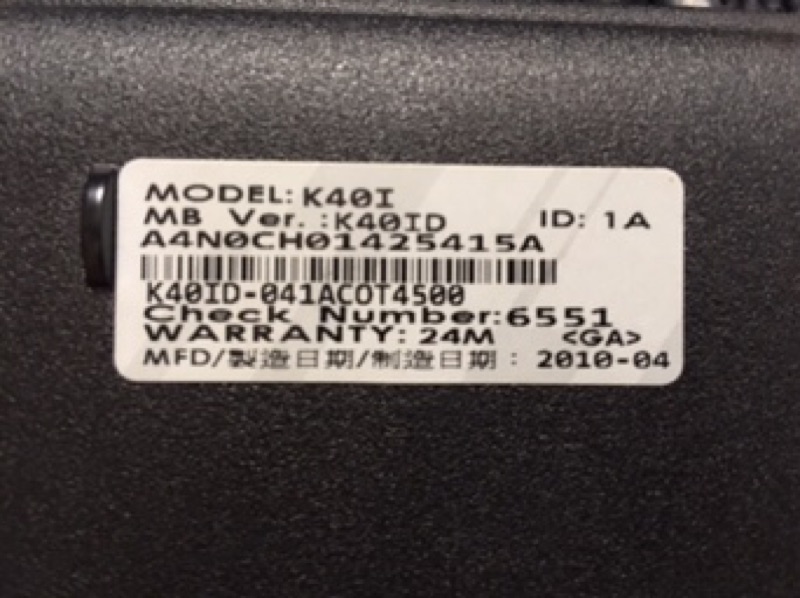 MODEL: K40I
MB Ver. :K40ID ID: 1A
A4N0CH01425415A
K40ID-041ACOT4500
Check Number:6551
WARRANTY: 24M <GA>
MFD/製造日期/制造日期 : 2010-04